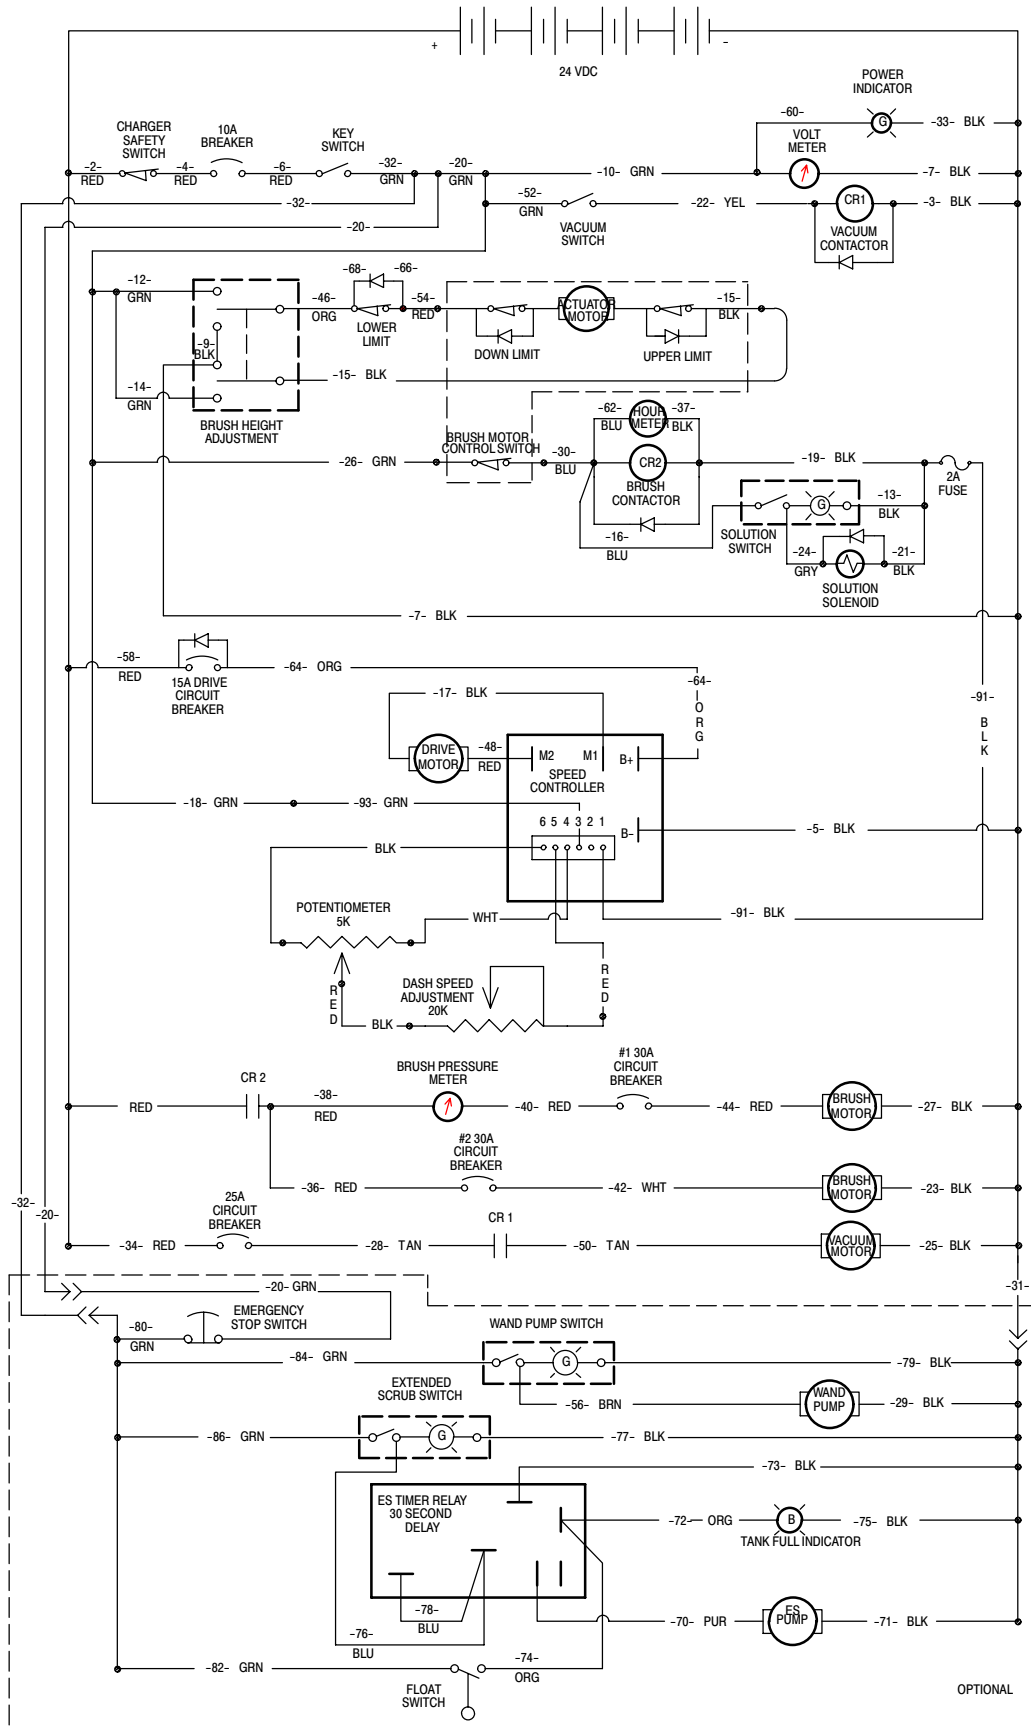 +
–
24 VDC
POWER
INDICATOR
-60-
G
-33- BLK
CHARGER
SAFETY
SWITCH
10A
BREAKER
KEY
SWITCH
VOLT
METER
-2-
RED
-4-
RED
-6-
RED
-32-
GRN
-20-
GRN
-10- GRN
-7- BLK
-32-
-52-
GRN
VACUUM
SWITCH
-22- YEL
CR1
-3- BLK
VACUUM
CONTACTOR
-20-
-12-
GRN
-46-
ORG
-68-
-66-
LOWER
LIMIT
-54-
RED
DOWN LIMIT
ACTUATOR
MOTOR
UPPER LIMIT
-15-
BLK
-9-
BLK
-14-
GRN
-15- BLK
BRUSH HEIGHT
ADJUSTMENT
-62-
BLU
HOUR
METER
-37-
BLK
BRUSH MOTOR
CONTROL SWITCH
-26- GRN
-30-
BLU
CR2
BRUSH
CONTACTOR
-19- BLK
2A
FUSE
-16-
BLU
SOLUTION
SWITCH
G
-13-
BLK
-24-
GRY
-21-
BLK
SOLUTION
SOLENOID
-7- BLK
-58-
RED
15A DRIVE
CIRCUIT
BREAKER
-64- ORG
-64-
O
R
G
-91-
B
L
K
-17- BLK
DRIVE
MOTOR
-48-
RED
M2
M1
B+
SPEED
CONTROLLER
-18- GRN
-93- GRN
6 5 4 3 2 1
B-
-5- BLK
BLK
POTENTIOMETER
5K
WHT
-91- BLK
R
E
D
DASH SPEED
ADJUSTMENT
20K
R
E
D
BLK
#1 30A
CIRCUIT
BREAKER
CR 2
BRUSH PRESSURE
METER
RED
-38-
RED
-40- RED
-44- RED
BRUSH
MOTOR
-27- BLK
#2 30A
CIRCUIT
BREAKER
-36- RED
-42- WHT
BRUSH
MOTOR
-23- BLK
-32-
-20-
25A
CIRCUIT
BREAKER
CR 1
-34- RED
-28- TAN
-50- TAN
VACUUM
MOTOR
-25- BLK
-20- GRN
-31-
EMERGENCY
STOP SWITCH
-80-
GRN
WAND PUMP SWITCH
-84- GRN
G
-79- BLK
-56- BRN
WAND
PUMP
-29- BLK
EXTENDED
SCRUB SWITCH
-86- GRN
G
-77- BLK
-73- BLK
ES TIMER RELAY
30 SECOND
DELAY
-72- ORG
B
-75- BLK
TANK FULL INDICATOR
-78-
BLU
-76-
BLU
-70- PUR
ES
PUMP
-71- BLK
-82- GRN
-74-
ORG
FLOAT
SWITCH
OPTIONAL